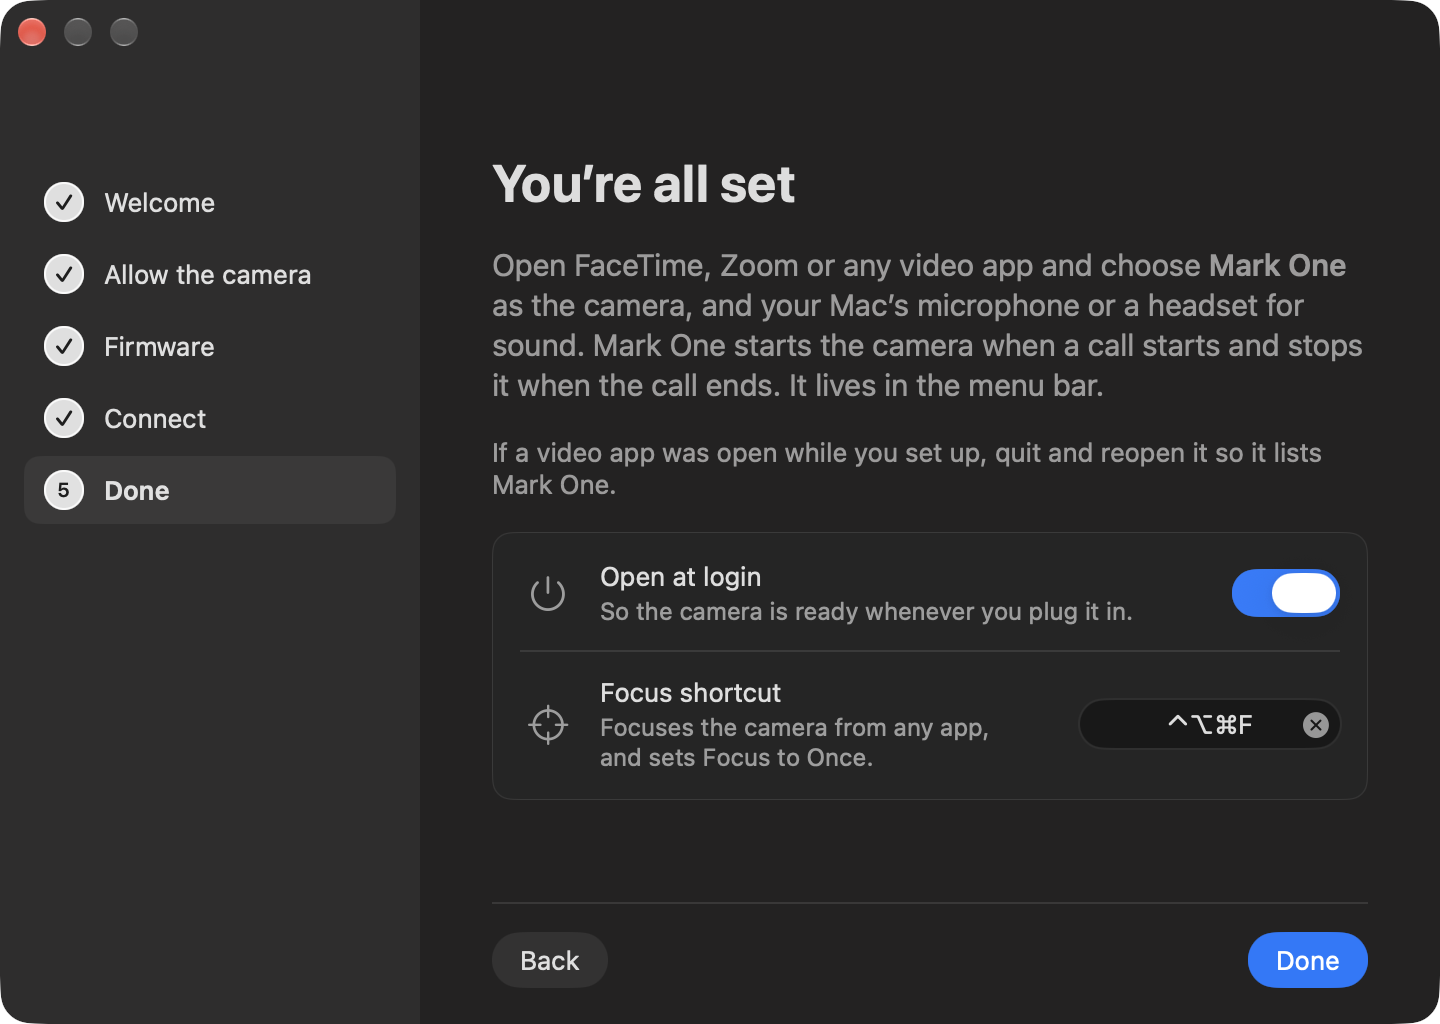 Welcome
Allow the camera
Firmware
Connect
5 Done
You’re all set
Open FaceTime, Zoom or any video app and choose Mark One
as the camera, and your Mac’s microphone or a headset for
sound. Mark One starts the camera when a call starts and stops
it when the call ends. It lives in the menu bar.
If a video app was open while you set up, quit and reopen it so it lists
Mark One.
Open at login
So the camera is ready whenever you plug it in.
Focus shortcut
Focuses the camera from any app,
and sets Focus to Once.
^⌥⌘F
Back
Done